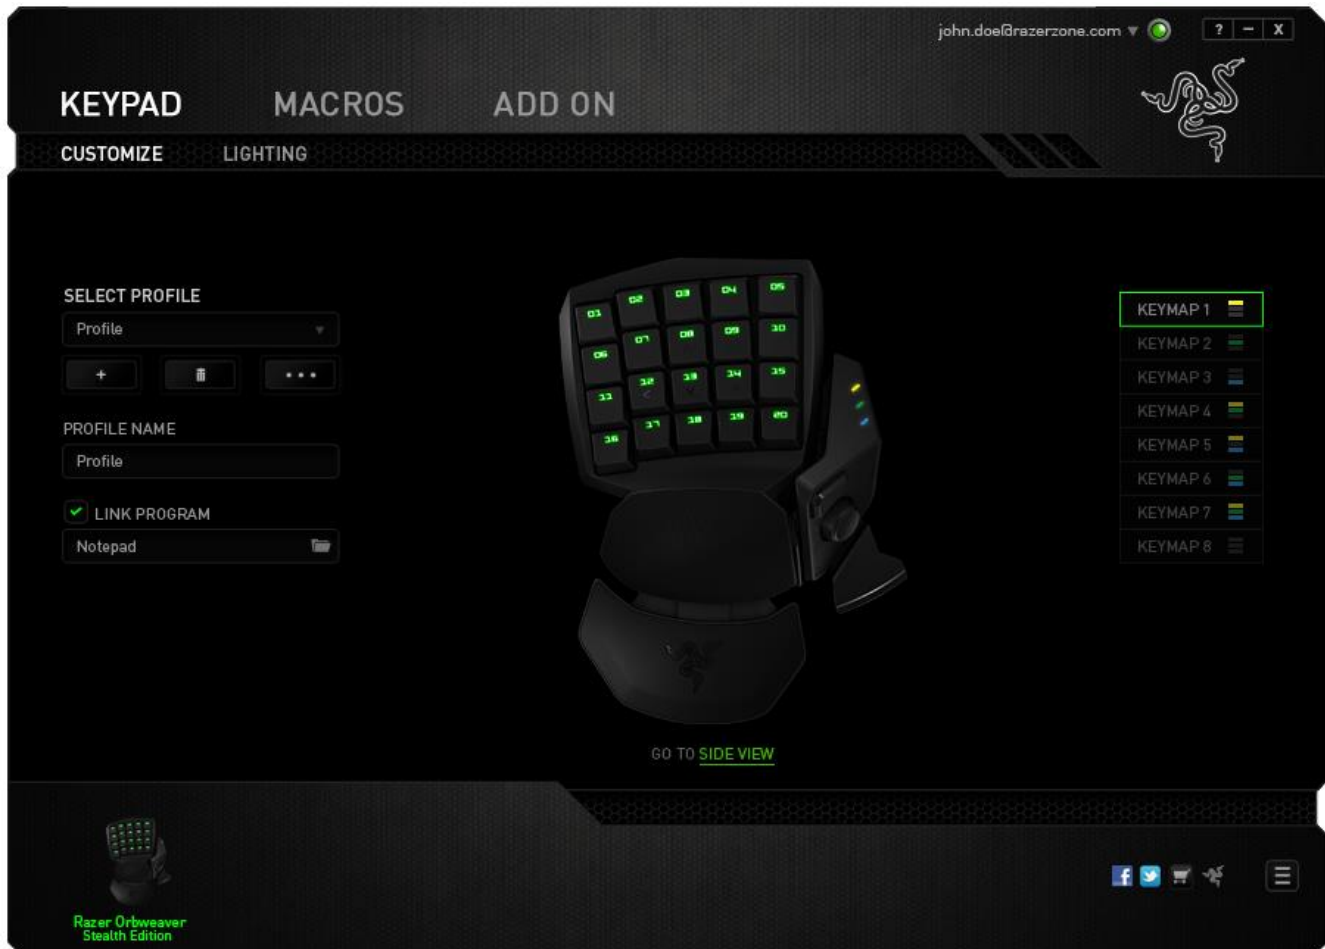 john.doe@razerzone.com
? – X
KEYPAD MACROS ADD ON
CUSTOMIZE LIGHTING
SELECT PROFILE
Profile
+ • • •
PROFILE NAME
Profile
LINK PROGRAM
Notepad
01 02 03 04 05
06 07 08 09 10
11 12 13 14 15
16 17 18 19 20
KEYMAP 1
KEYMAP 2
KEYMAP 3
KEYMAP 4
KEYMAP 5
KEYMAP 6
KEYMAP 7
KEYMAP 8
GO TO SIDE VIEW
Razer Orbweaver
Stealth Edition